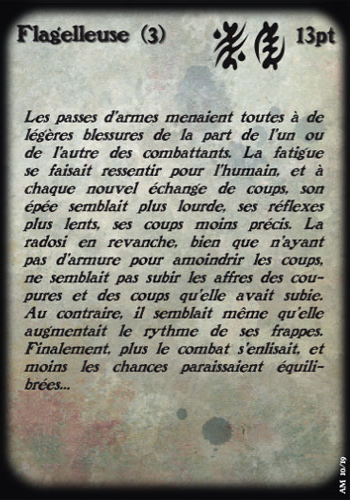 Flagelleuse (3) 13pt
Les passes d'armes menaient toutes à de
légères blessures de la part de l'un ou
de l'autre des combattants. La fatigue
se faisait ressentir pour l'humain, et à
chaque nouvel échange de coups, son
épée semblait plus lourde, ses réflexes
plus lents, ses coups moins précis. La
radosi en revanche, bien que n'ayant
pas d'armure pour amoindrir les coups,
ne semblait pas subir les affres des cou-
pures et des coups qu'elle avait subie.
Au contraire, il semblait même qu'elle
augmentait le rythme de ses frappes.
Finalement, plus le combat s'enlisait, et
moins les chances paraissaient équili-
brées...
AM 10/19